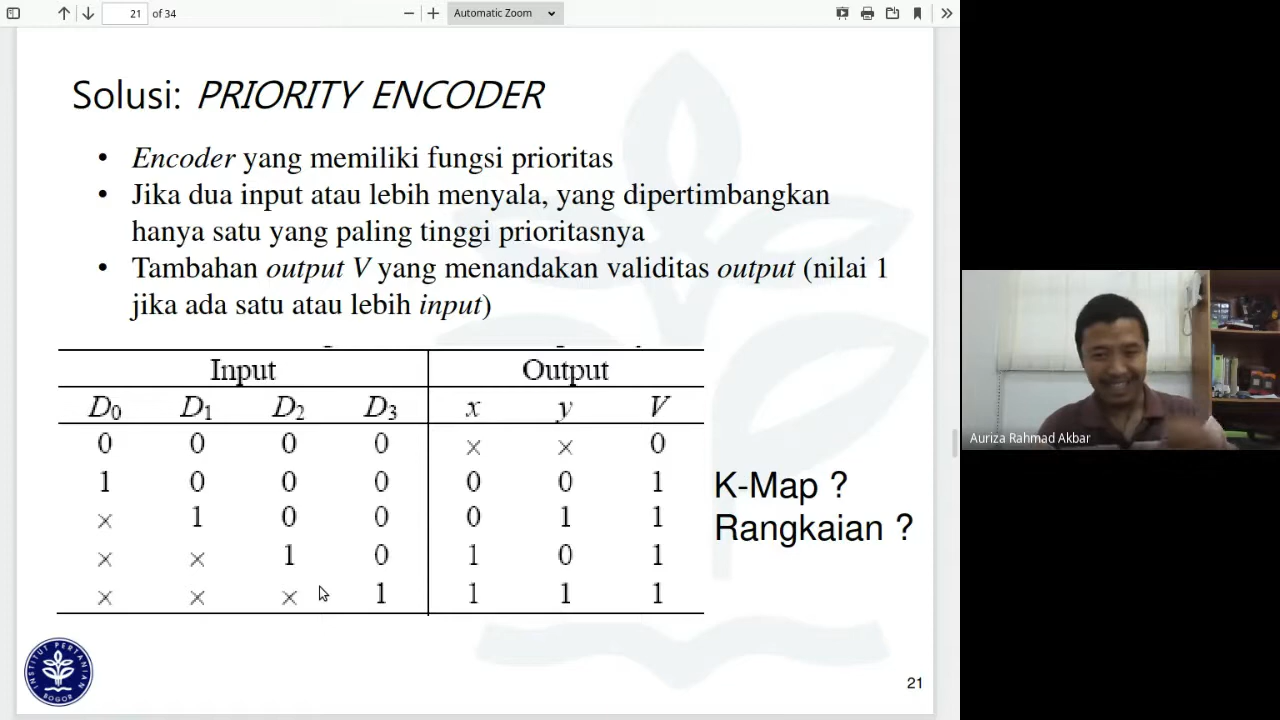 21 of 34
Automatic Zoom
Solusi: PRIORITY ENCODER
• Encoder yang memiliki fungsi prioritas
• Jika dua input atau lebih menyala, yang dipertimbangkan
hanya satu yang paling tinggi prioritasnya
• Tambahan output V yang menandakan validitas output (nilai 1
jika ada satu atau lebih input)
Input Output
D0 D1 D2 D3 x y V
0 0 0 0 × × 0
1 0 0 0 0 0 1
× 1 0 0 0 1 1
× × 1 0 1 0 1
× × × 1 1 1 1
K-Map ?
Rangkaian ?
Auriza Rahmad Akbar
INSTITUT PERTANIAN
BOGOR
21